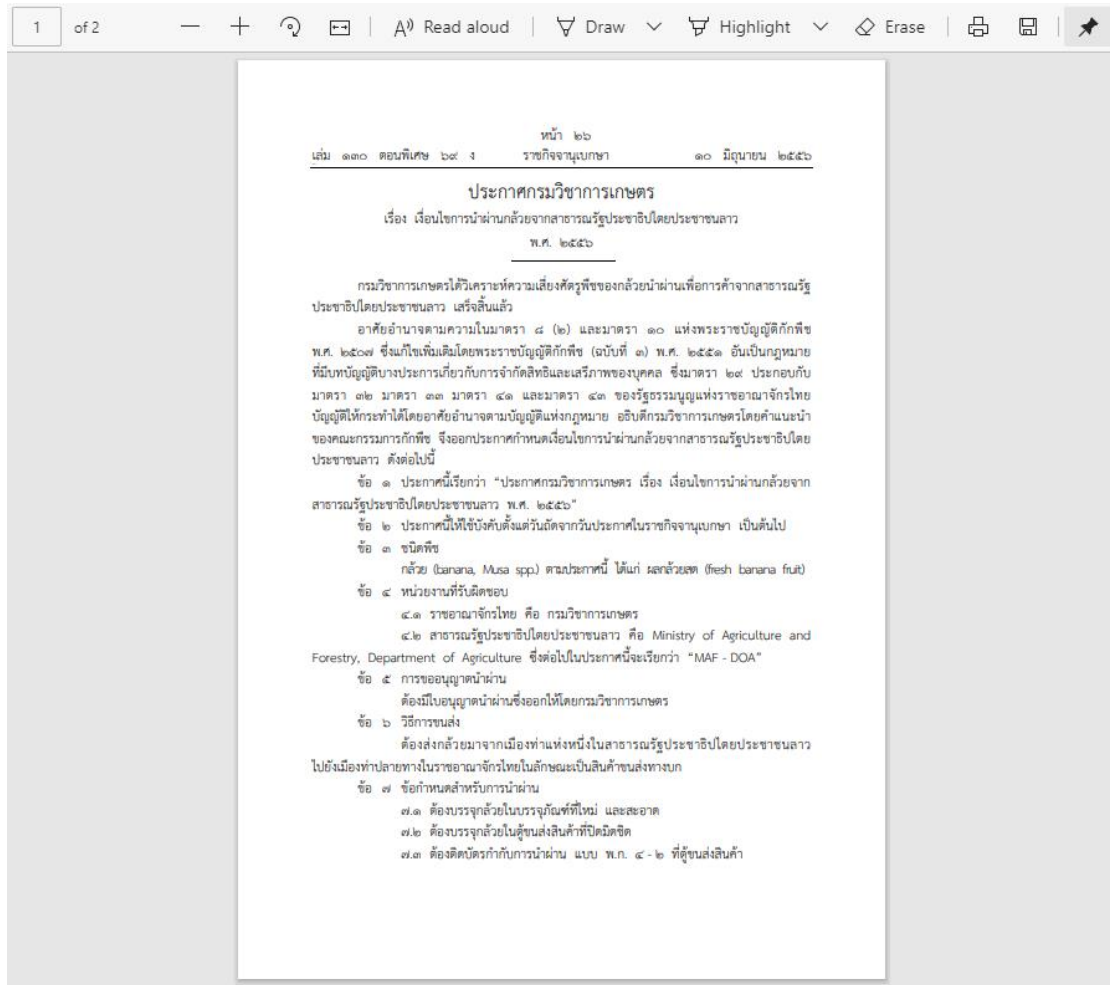 1 of 2 Read aloud Draw Highlight Erase
หน้า ๒๖
เล่ม ๑๓๐ ตอนพิเศษ ๖๙ ง ราชกิจจานุเบกษา ๑๐ มิถุนายน ๒๕๕๖
ประกาศกรมวิชาการเกษตร
เรื่อง เงื่อนไขการนำผ่านกล้วยจากสาธารณรัฐประชาธิปไตยประชาชนลาว
พ.ศ. ๒๕๕๖
กรมวิชาการเกษตรได้วิเคราะห์ความเสี่ยงศัตรูพืชของกล้วยนำผ่านเพื่อการค้าจากสาธารณรัฐ
ประชาธิปไตยประชาชนลาว เสร็จสิ้นแล้ว
อาศัยอำนาจตามความในมาตรา ๘ (๒) และมาตรา ๑๐ แห่งพระราชบัญญัติกักพืช
พ.ศ. ๒๕๐๗ ซึ่งแก้ไขเพิ่มเติมโดยพระราชบัญญัติกักพืช (ฉบับที่ ๓) พ.ศ. ๒๕๕๑ อันเป็นกฎหมาย
ที่มีบทบัญญัติบางประการเกี่ยวกับการจำกัดสิทธิและเสรีภาพของบุคคล ซึ่งมาตรา ๒๙ ประกอบกับ
มาตรา ๓๒ มาตรา ๓๓ มาตรา ๔๑ และมาตรา ๔๓ ของรัฐธรรมนูญแห่งราชอาณาจักรไทย
บัญญัติให้กระทำได้โดยอาศัยอำนาจตามบัญญัติแห่งกฎหมาย อธิบดีกรมวิชาการเกษตรโดยคำแนะนำ
ของคณะกรรมการกักพืช จึงออกประกาศกำหนดเงื่อนไขการนำผ่านกล้วยจากสาธารณรัฐประชาธิปไตย
ประชาชนลาว ดังต่อไปนี้
ข้อ ๑ ประกาศนี้เรียกว่า “ประกาศกรมวิชาการเกษตร เรื่อง เงื่อนไขการนำผ่านกล้วยจาก
สาธารณรัฐประชาธิปไตยประชาชนลาว พ.ศ. ๒๕๕๖”
ข้อ ๒ ประกาศนี้ให้ใช้บังคับตั้งแต่วันถัดจากวันประกาศในราชกิจจานุเบกษา เป็นต้นไป
ข้อ ๓ ชนิดพืช
กล้วย (banana, Musa spp.) ตามประกาศนี้ ได้แก่ ผลกล้วยสด (fresh banana fruit)
ข้อ ๔ หน่วยงานที่รับผิดชอบ
๔.๑ ราชอาณาจักรไทย คือ กรมวิชาการเกษตร
๔.๒ สาธารณรัฐประชาธิปไตยประชาชนลาว คือ Ministry of Agriculture and
Forestry, Department of Agriculture ซึ่งต่อไปในประกาศนี้จะเรียกว่า “MAF - DOA”
ข้อ ๕ การขออนุญาตนำผ่าน
ต้องมีใบอนุญาตนำผ่านซึ่งออกให้โดยกรมวิชาการเกษตร
ข้อ ๖ วิธีการขนส่ง
ต้องส่งกล้วยมาจากเมืองท่าแห่งหนึ่งในสาธารณรัฐประชาธิปไตยประชาชนลาว
ไปยังเมืองท่าปลายทางในราชอาณาจักรไทยในลักษณะเป็นสินค้าขนส่งทางบก
ข้อ ๗ ข้อกำหนดสำหรับการนำผ่าน
๗.๑ ต้องบรรจุกล้วยในบรรจุภัณฑ์ที่ใหม่ และสะอาด
๗.๒ ต้องบรรจุกล้วยในตู้ขนส่งสินค้าที่ปิดมิดชิด
๗.๓ ต้องติดบัตรกำกับการนำผ่าน แบบ พ.ก. ๔ - ๒ ที่ตู้ขนส่งสินค้า